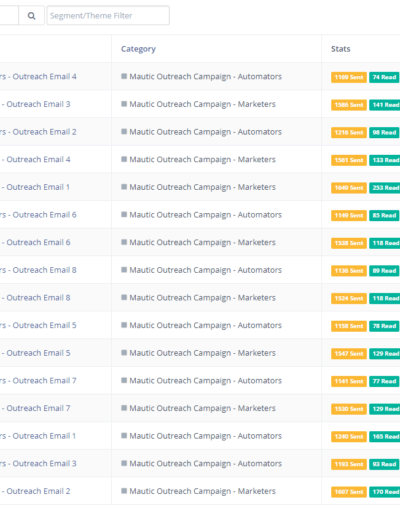 Segment/Theme Filter
Category Stats
rs - Outreach Email 4 Mautic Outreach Campaign - Automators 1169 Sent 74 Read
- Outreach Email 3 Mautic Outreach Campaign - Marketers Sent 141 Read
rs - Outreach Email 2 Mautic Outreach Campaign - Automators 1216 Sent 98 Read
- Outreach Email 4 Mautic Outreach Campaign - Marketers 1561 Sent 133 Read
- Outreach Email 1 Mautic Outreach Campaign - Marketers 1649 Sent 253 Read
rs - Outreach Email 6 Mautic Outreach Campaign - Automators 1149 Sent 85 Read
- Outreach Email 6 Mautic Outreach Campaign - Marketers Sent 118 Read
rs - Outreach Email 8 Mautic Outreach Campaign - Automators Sent 89 Read
- Outreach Email 8 Mautic Outreach Campaign - Marketers 1524 Sent 118 Read
rs - Outreach Email 5 Mautic Outreach Campaign - Automators 1158 Sent 78 Read
- Outreach Email 5 Mautic Outreach Campaign - Marketers 1547 Sent 129 Read
rs - Outreach Email 7 Mautic Outreach Campaign - Automators 1141 Sent 77 Read
- Outreach Email 7 Mautic Outreach Campaign - Marketers 1530 Sent 129 Read
rs - Outreach Email 1 Mautic Outreach Campaign - Automators 1240 Sent 165 Read
rs - Outreach Email 3 Mautic Outreach Campaign - Automators 1193 Sent 93 Read
- Outreach Email 2 Mautic Outreach Campaign - Marketers 1607 Sent 170 Read